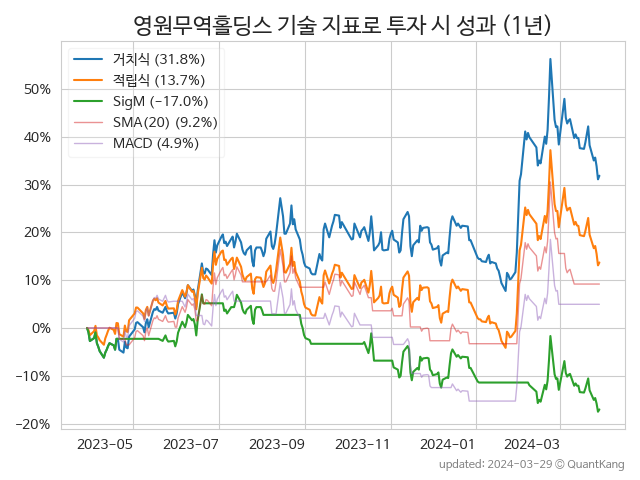 영원무역홀딩스 기술 지표로 투자 시 성과 (1년)
거치식 (31.8%)
적립식 (13.7%)
SigM (−17.0%)
SMA(20) (9.2%)
MACD (4.9%)
50%
40%
30%
20%
10%
0%
−10%
−20%
2023-05 2023-07 2023-09 2023-11 2024-01 2024-03
updated: 2024-03-29 © QuantKang